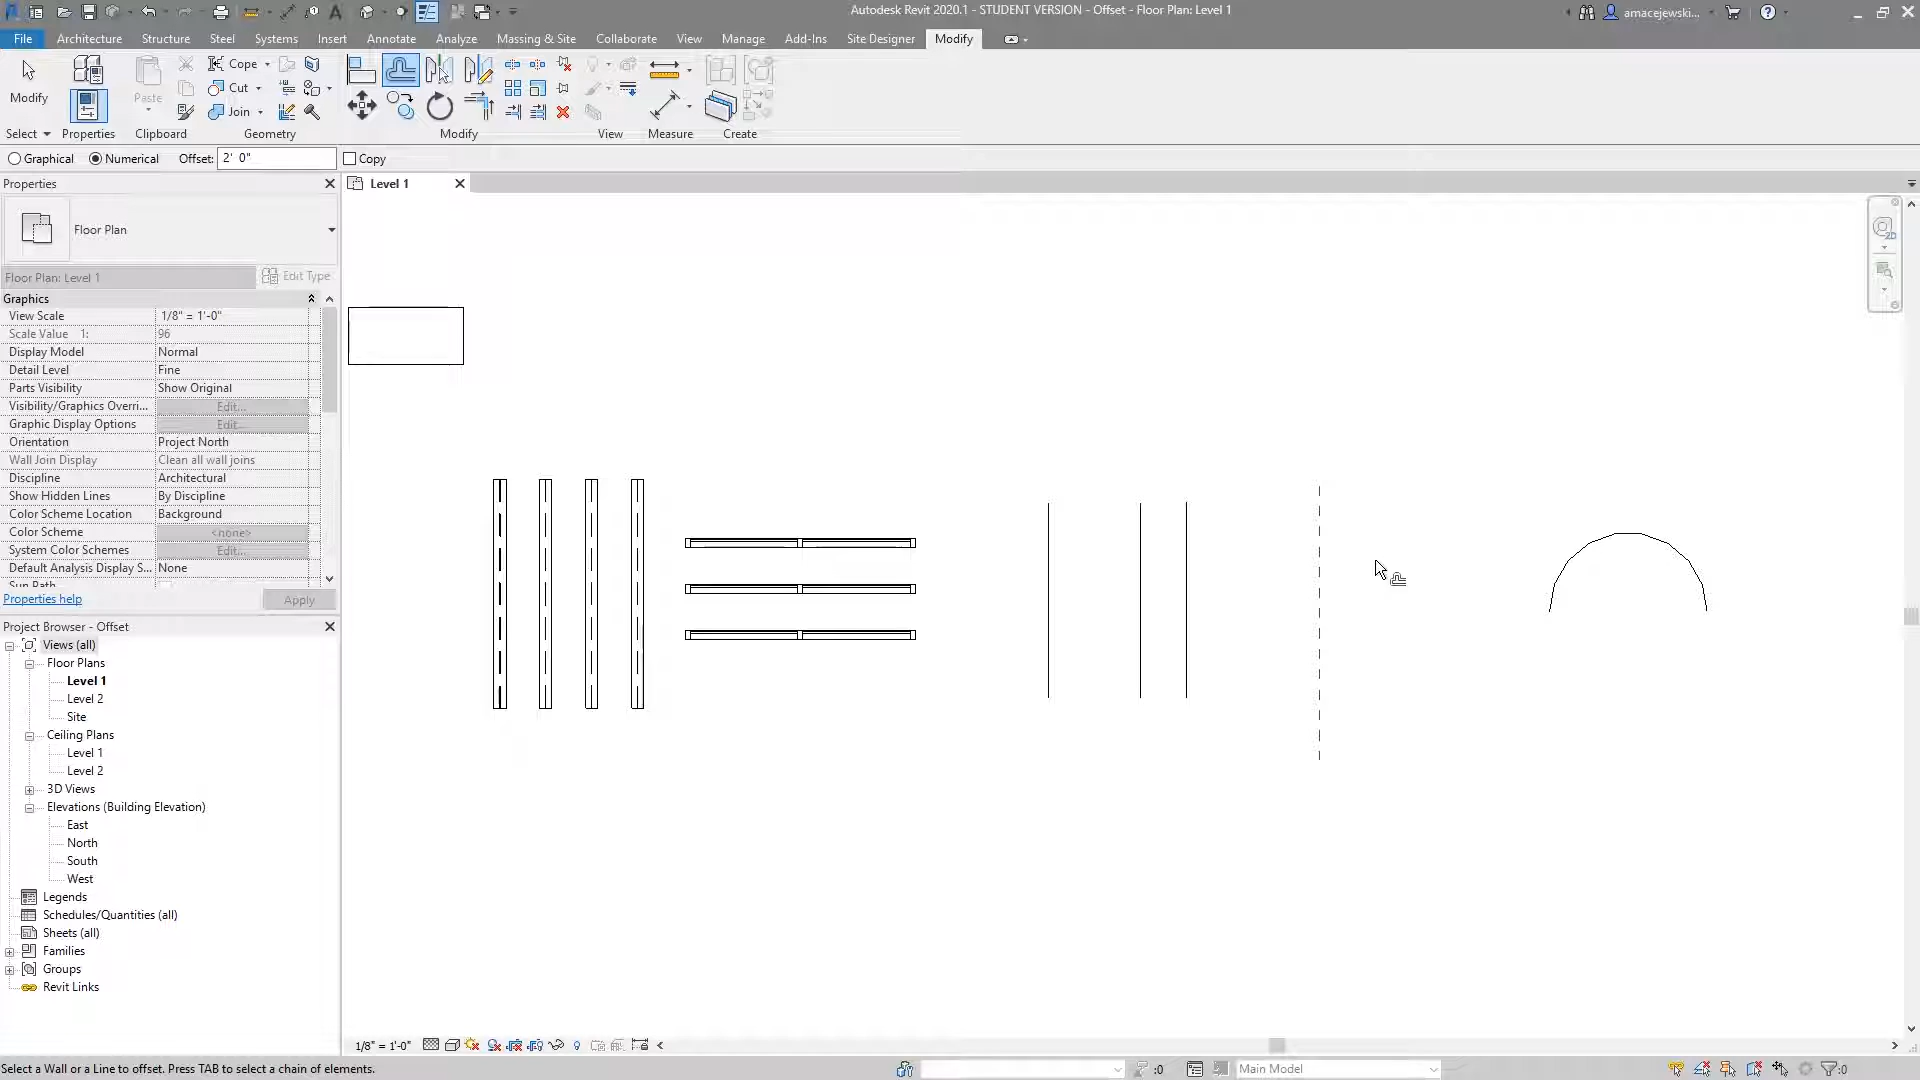 Autodesk Revit 2020.1 - STUDENT VERSION - Offset - Floor Plan: Level 1
amacejewski...
File Architecture Structure Steel Systems Insert Annotate Analyze Massing & Site Collaborate View Manage Add-Ins Site Designer Modify
Modify
Paste
Cope
Cut
Join
Select Properties Clipboard Geometry Modify View Measure Create
Graphical Numerical Offset: 2' 0" Copy
Properties
Level 1
Floor Plan
Floor Plan: Level 1 Edit Type
Graphics
View Scale 1/8" = 1'-0"
Scale Value 1: 96
Display Model Normal
Detail Level Fine
Parts Visibility Show Original
Visibility/Graphics Overri... Edit...
Graphic Display Options Edit...
Orientation Project North
Wall Join Display Clean all wall joins
Discipline Architectural
Show Hidden Lines By Discipline
Color Scheme Location Background
Color Scheme <none>
System Color Schemes Edit...
Default Analysis Display S... None
Sun Path
Properties help Apply
Project Browser - Offset
Views (all)
Floor Plans
Level 1
Level 2
Site
Ceiling Plans
Level 1
Level 2
3D Views
Elevations (Building Elevation)
East
North
South
West
Legends
Schedules/Quantities (all)
Sheets (all)
Families
Groups
Revit Links
1/8" = 1'-0"
Select a Wall or a Line to offset. Press TAB to select a chain of elements.
:0
Main Model
:0